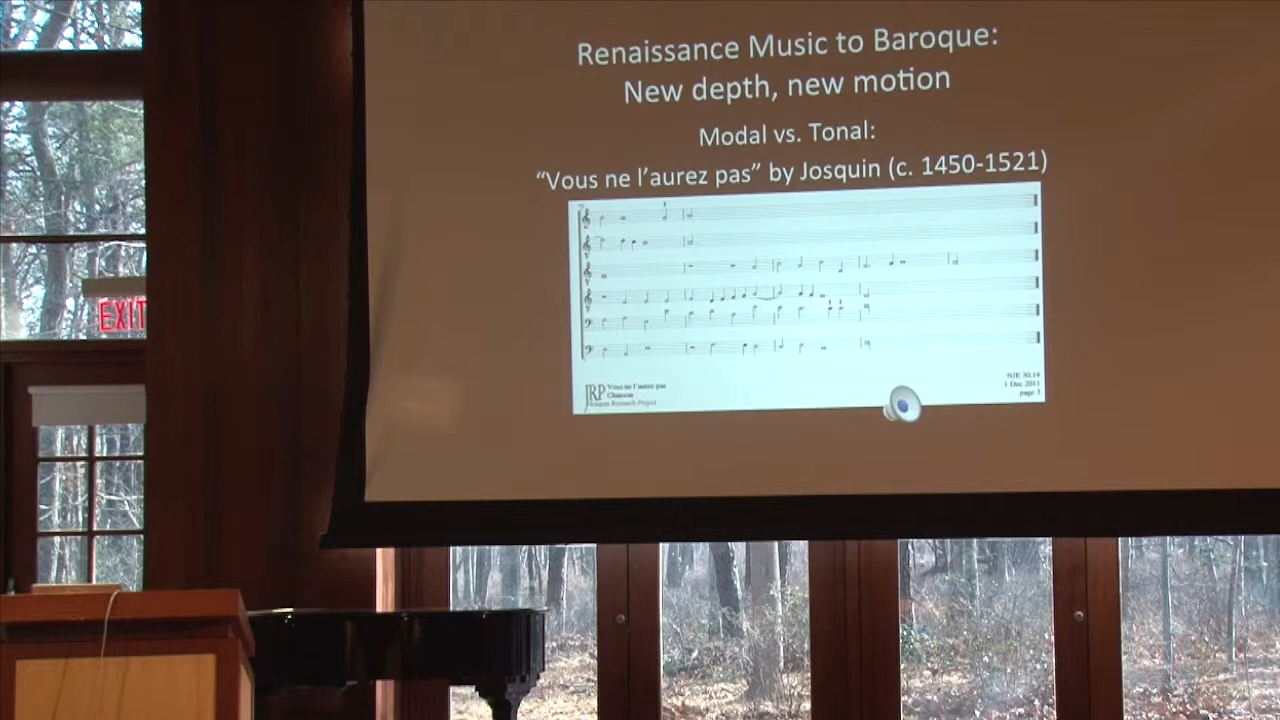 Renaissance Music to Baroque:
New depth, new motion
Modal vs. Tonal:
“Vous ne l’aurez pas” by Josquin (c. 1450-1521)
EXIT
JRP
Vous ne l'aurez pas
Chanson
Josquin Research Project
NJE 30.14
1 Dec 2011
page 3